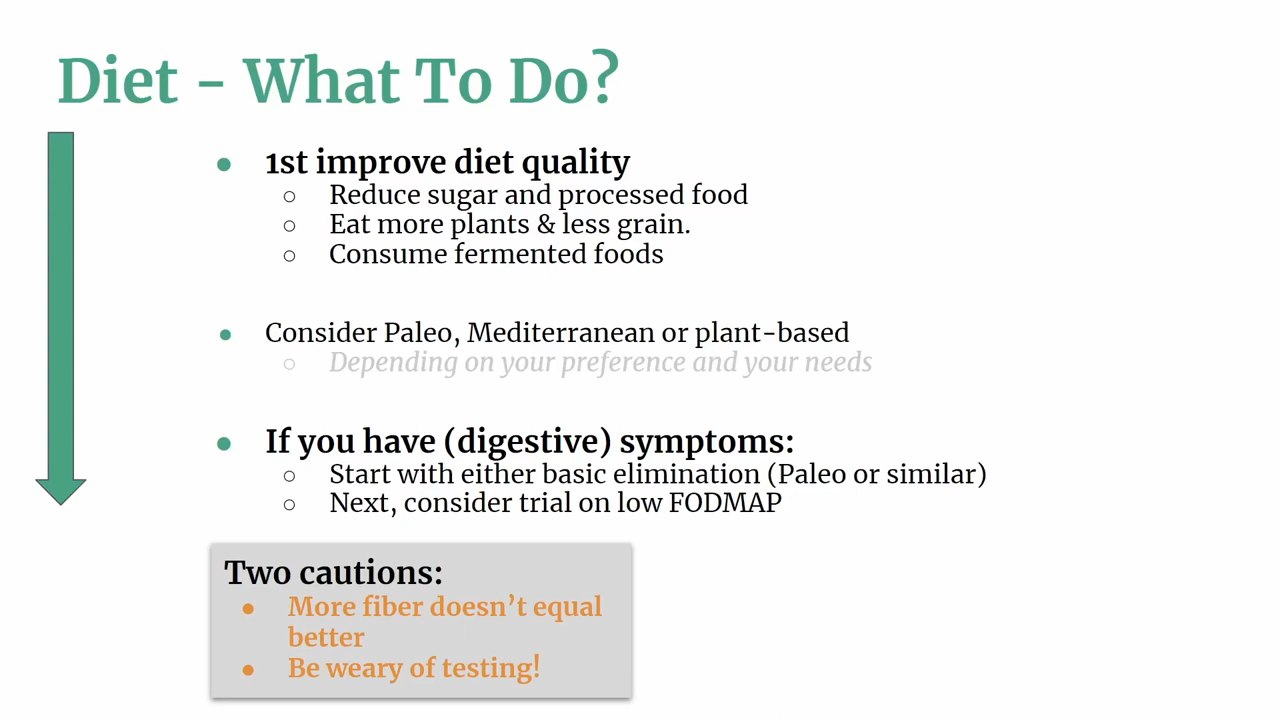 Diet - What To Do?
● 1st improve diet quality
○ Reduce sugar and processed food
○ Eat more plants & less grain.
○ Consume fermented foods
● Consider Paleo, Mediterranean or plant-based
○ Depending on your preference and your needs
● If you have (digestive) symptoms:
○ Start with either basic elimination (Paleo or similar)
○ Next, consider trial on low FODMAP
Two cautions:
● More fiber doesn’t equal
better
● Be weary of testing!